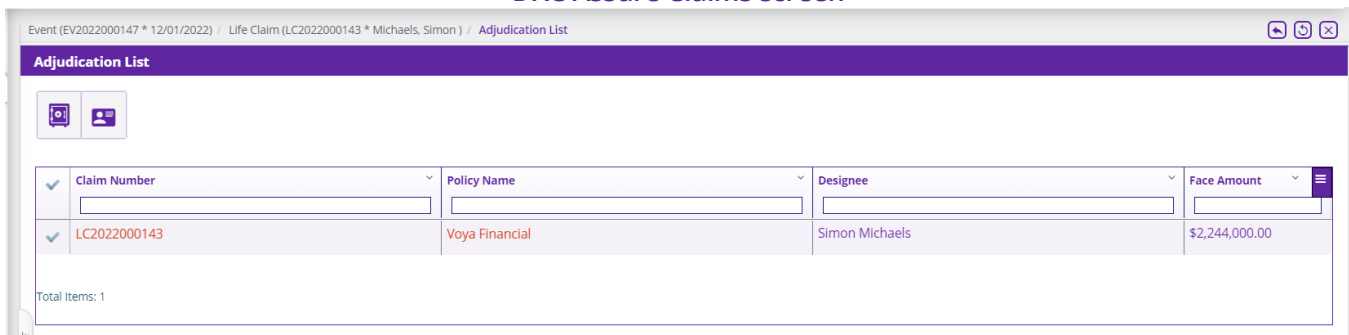 Event (EV2022000147 * 12/01/2022) / Life Claim (LC2022000143 * Michaels, Simon ) / Adjudication List
Adjudication List
Claim Number Policy Name Designee Face Amount
LC2022000143 Voya Financial Simon Michaels $2,244,000.00
Total Items: 1